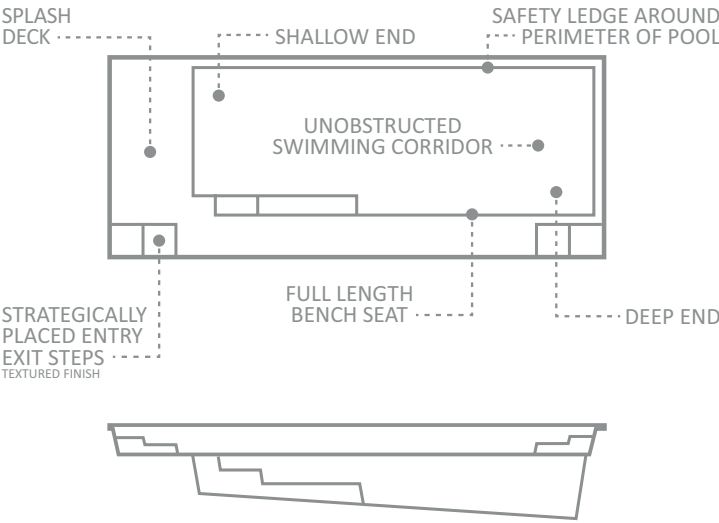 SPLASH
DECK
SHALLOW END
SAFETY LEDGE AROUND
PERIMETER OF POOL
UNOBSTRUCTED
SWIMMING CORRIDOR
STRATEGICALLY
PLACED ENTRY
EXIT STEPS
TEXTURED FINISH
FULL LENGTH
BENCH SEAT
DEEP END